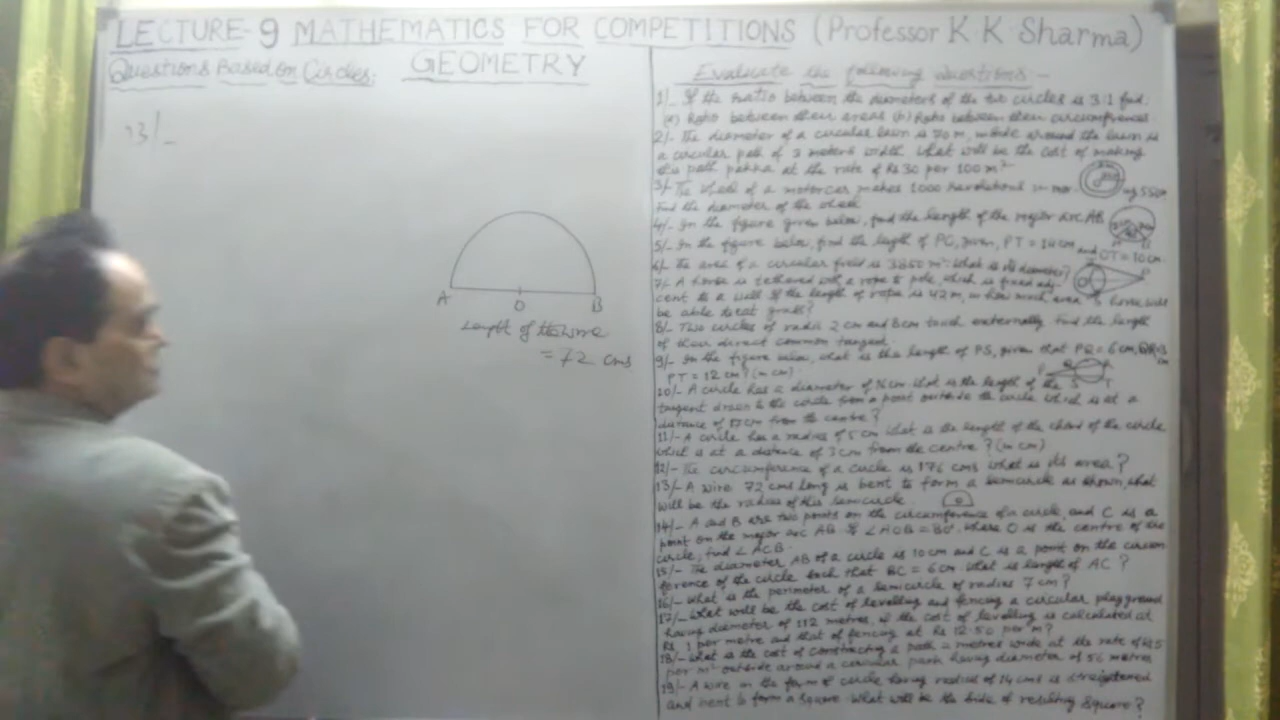 LECTURE-9 MATHEMATICS FOR COMPETITIONS (Professor K K Sharma)
Questions Based on Circles: GEOMETRY
13/-
A O B
Length of the wire
= 72 cms
Evaluate the following questions:-
1/- If the ratio between the diameters of the two circles is 3:1 find:
(a) Ratio between their areas (b) Ratio between their circumferences
2/- The diameter of a circular lawn is 70 m, outside around the lawn is
a circular path of 3 meters width. What will be the cost of making
this path pakka at the rate of Rs 30 per 100 m²
3/- The wheel of a motorcar makes 1000 revolutions in
Find the diameter of the wheel
4/- In the figure given below, find the length of the major arc AB
5/- In the figure below, find the length of PC, given, PT = cm and OT = 10 cm
6/- The area of a circular field is 3850 m². What is its diameter?
7/- A horse is tethered with a rope to pole, which is fixed adj-
cent to a wall if the length of rope is 42 m, in how much area horse will
be able to eat grass?
8/- Two circles of radii 2 cm and 8 cm touch externally. Find the length
of their direct common tangent.
9/- In the figure below, what is the length of PS, given that PQ = 6 cm,
PT = 12 cm? (in cm)
10/- A circle has a diameter of cm. What is the length of the
tangent drawn to the circle from a point outside the circle which is at a
distance of cm from the centre?
11/- A circle has a radius of 5 cm what is the length of the chord of the circle
which is at a distance of 3 cm from the centre? (in cm)
12/- The circumference of a circle is 176 cms what is its area?
13/- A wire 72 cms long is bent to form a semicircle as shown, what
will be the radius of this semicircle.
14/- A and B are two points on the circumference of a circle and C is a
point on the major arc AB if ∠AOB = 80° where O is the centre of the
circle, find ∠ACB.
15/- The diameter AB of a circle is 10 cm and C is a point on the circum
ference of the circle such that BC = 6 cm. What is length of AC?
16/- What is the perimeter of a semicircle of radius 7 cm?
17/- What will be the cost of levelling and fencing a circular playground
having diameter of 112 metres, if the cost of levelling is calculated at
Rs 1 per metre and that of fencing at Rs 12.50 per m?
18/- What is the cost of constructing a path metres wide at the rate of Rs 5
per m² outside around a circular park having diameter of 56 metres
19/- A wire in the form of circle having radius of 14 cms is straightened
and bent to form a square. What will be the side of resulting square?